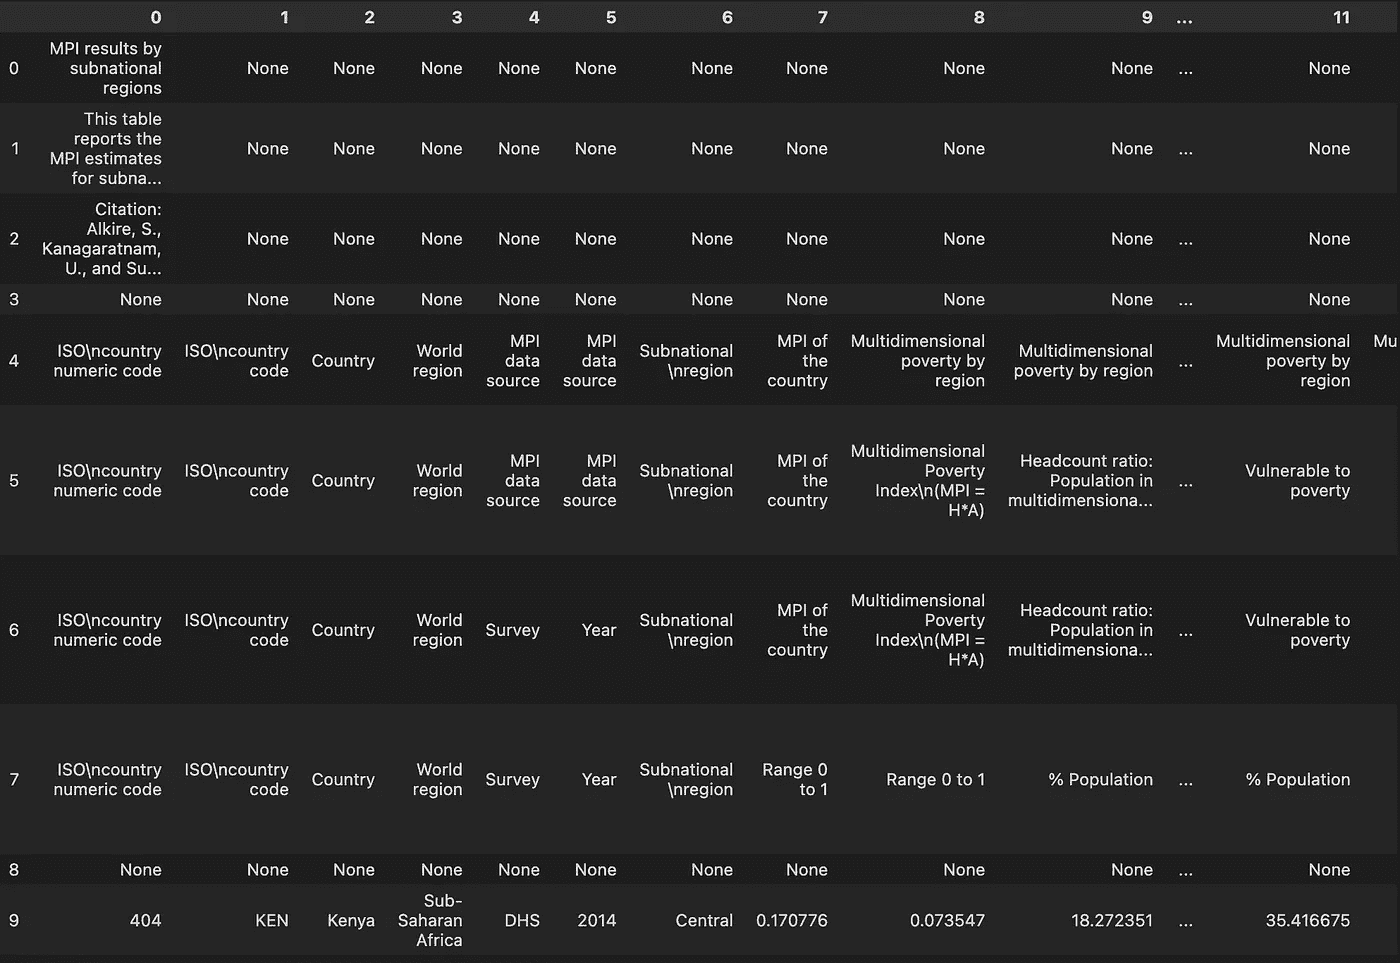 0 1 2 3 4 5 6 7 8 9 ... 11
0 MPI results by subnational regions None None None None None None None None None ... None
1 This table reports the MPI estimates for subna... None None None None None None None None None ... None
2 Citation: Alkire, S., Kanagaratnam, U., and Su... None None None None None None None None None ... None
3 None None None None None None None None None None ... None
4 ISO\ncountry numeric code ISO\ncountry code Country World region MPI data source MPI data source Subnational\nregion MPI of the country Multidimensional poverty by region Multidimensional poverty by region ... Multidimensional poverty by region Mu
5 ISO\ncountry numeric code ISO\ncountry code Country World region MPI data source MPI data source Subnational\nregion MPI of the country Multidimensional Poverty Index\n(MPI = H*A) Headcount ratio: Population in multidimensiona... ... Vulnerable to poverty
6 ISO\ncountry numeric code ISO\ncountry code Country World region Survey Year Subnational\nregion MPI of the country Multidimensional Poverty Index\n(MPI = H*A) Headcount ratio: Population in multidimensiona... ... Vulnerable to poverty
7 ISO\ncountry numeric code ISO\ncountry code Country World region Survey Year Subnational\nregion Range 0 to 1 Range 0 to 1 % Population ... % Population
8 None None None None None None None None None None ... None
9 404 KEN Kenya Sub-Saharan Africa DHS 2014 Central 0.170776 0.073547 18.272351 ... 35.416675